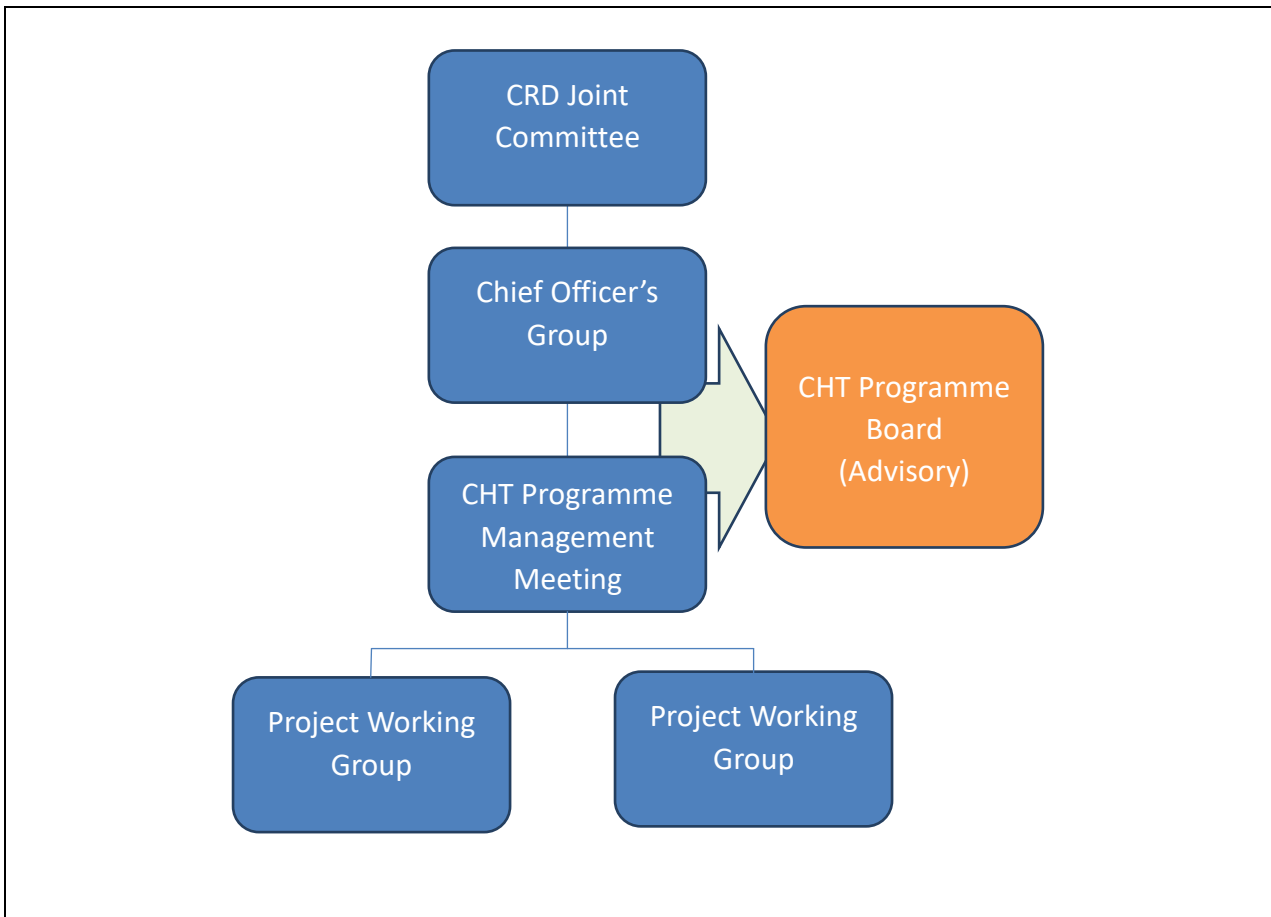 CRD Joint
Committee
Chief Officer’s
Group
CHT Programme
Board
(Advisory)
CHT Programme
Management
Meeting
Project Working
Group
Project Working
Group